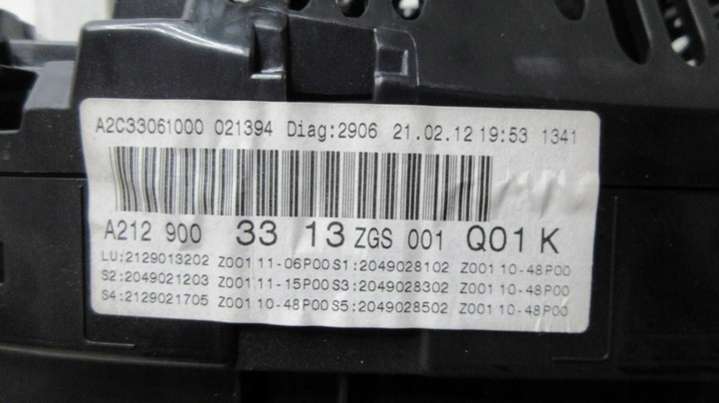 A2C33061000 021394 Diag:2906 21.02.12 19:53 1341
A212 900 33 13 ZGS 001 Q01 K
LU:2129013202 Z001 11-06P00 S1:2049028102 Z001 10-48P00
S2:2049021203 Z001 11-15P00 S3:2049028302 Z001 10-48P00
S4:2129021705 Z001 10-48P00 S5:2049028502 Z001 10-48P00